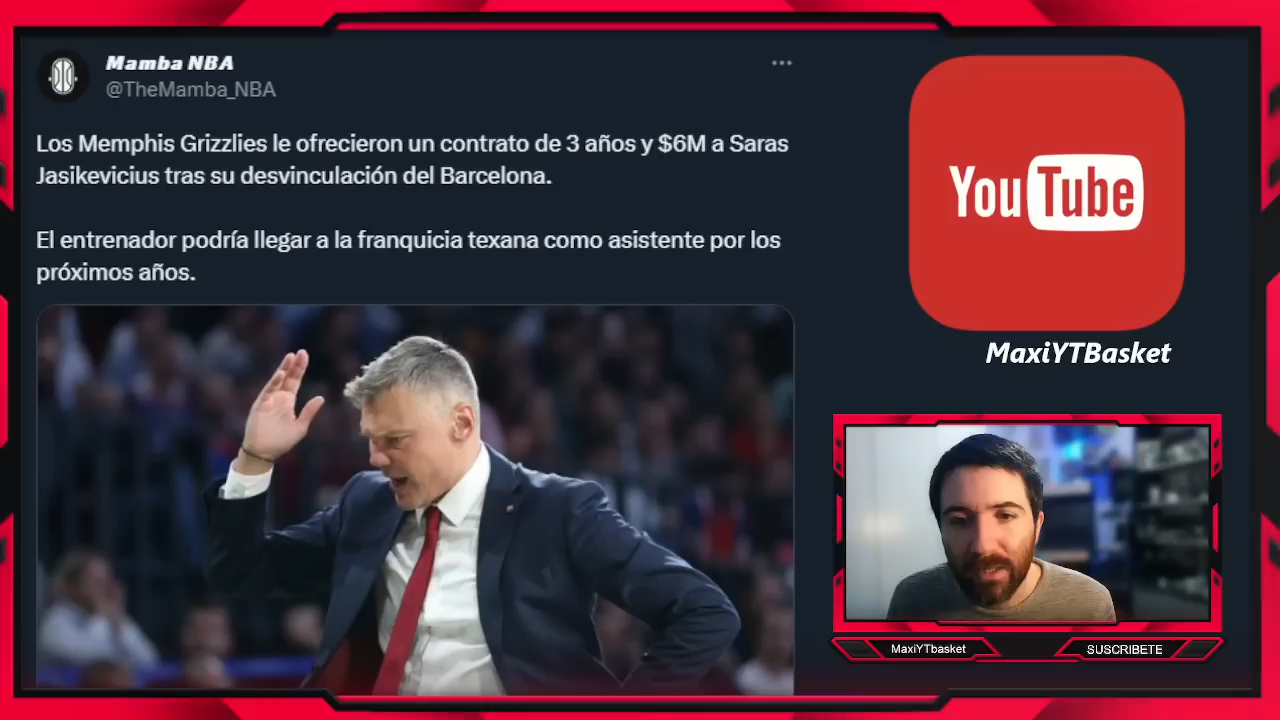 Mamba NBA
@TheMamba_NBA
Los Memphis Grizzlies le ofrecieron un contrato de 3 años y $6M a Saras
Jasikevicius tras su desvinculación del Barcelona.
El entrenador podría llegar a la franquicia texana como asistente por los
próximos años.
YouTube
MaxiYTBasket
MaxiYTbasket
SUSCRIBETE